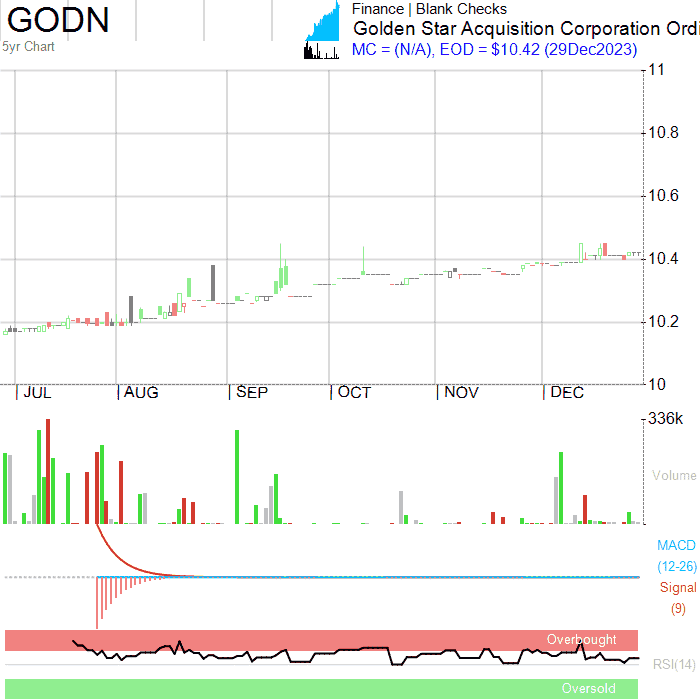 GODN
5yr Chart
Finance | Blank Checks
Golden Star Acquisition Corporation Ordi
MC = (N/A), EOD = $10.42 (29Dec2023)
11
10.8
10.6
10.4
10.2
10
JUL AUG SEP OCT NOV DEC
336k
Volume
MACD
(12-26)
Signal
(9)
Overbought
RSI(14)
Oversold